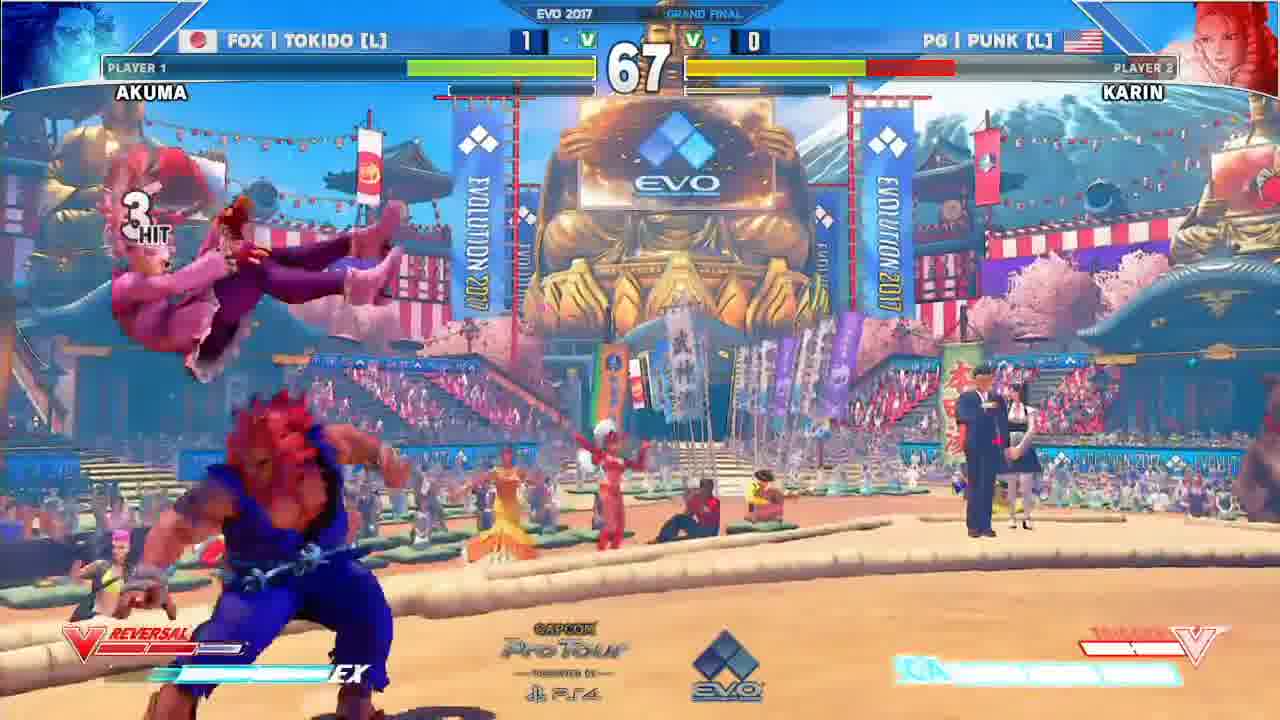 EVO 2017 GRAND FINAL
FOX | TOKIDO [L] 1 V 67 V 0 PG | PUNK [L]
PLAYER 1 PLAYER 2
AKUMA KARIN
EVO
3 HIT
EVOLUTION 2017
EVOLUTION 2017
V REVERSAL
EX
CA
V
CAPCOM
Pro Tour
PS4
EVO